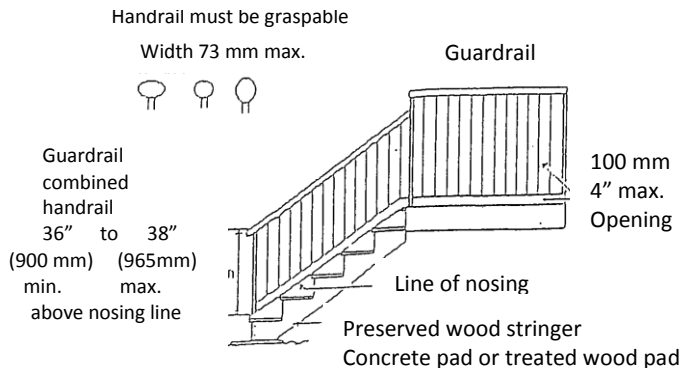 Handrail must be graspable
Width 73 mm max.
Guardrail
Guardrail
combined
handrail
36” to 38”
(900 mm) (965mm)
min. max.
above nosing line
100 mm
4” max.
Opening
Line of nosing
Preserved wood stringer
Concrete pad or treated wood pad